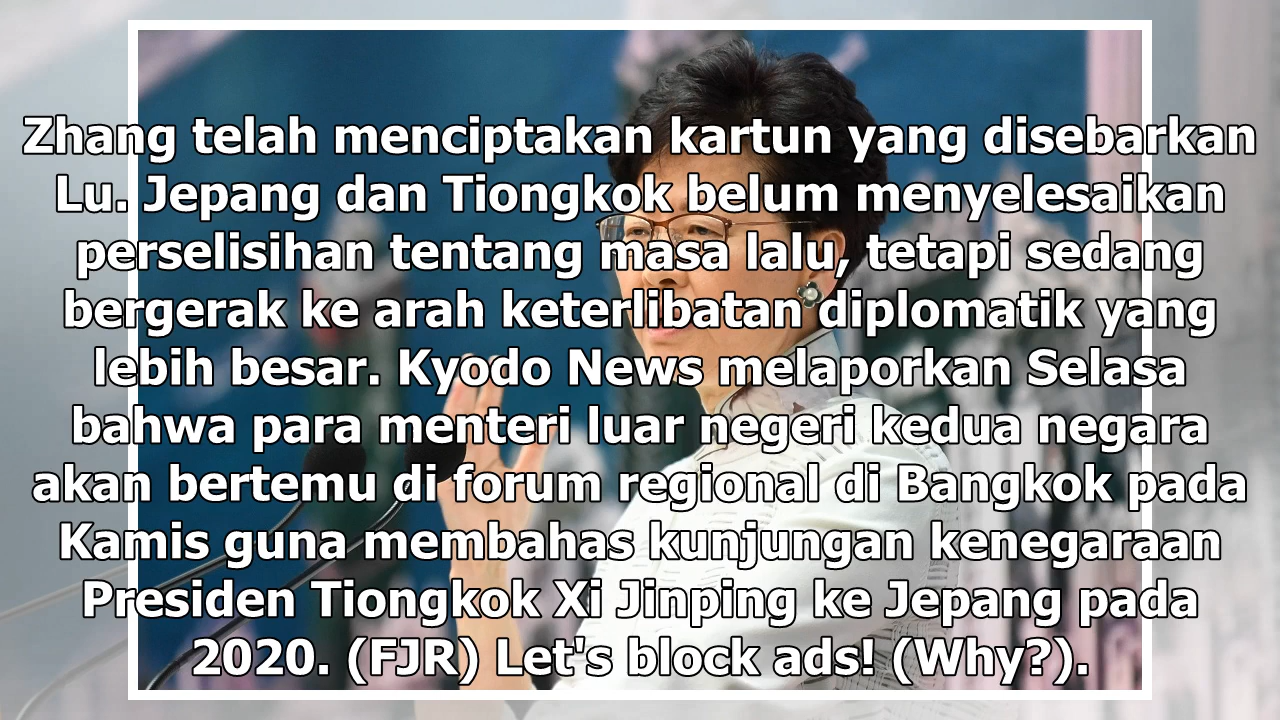 Zhang telah menciptakan kartun yang disebarkan
Lu. Jepang dan Tiongkok belum menyelesaikan
perselisihan tentang masa lalu, tetapi sedang
bergerak ke arah keterlibatan diplomatik yang
lebih besar. Kyodo News melaporkan Selasa
bahwa para menteri luar negeri kedua negara
akan bertemu di forum regional di Bangkok pada
Kamis guna membahas kunjungan kenegaraan
Presiden Tiongkok Xi Jinping ke Jepang pada
2020. (FJR) Let's block ads! (Why?).